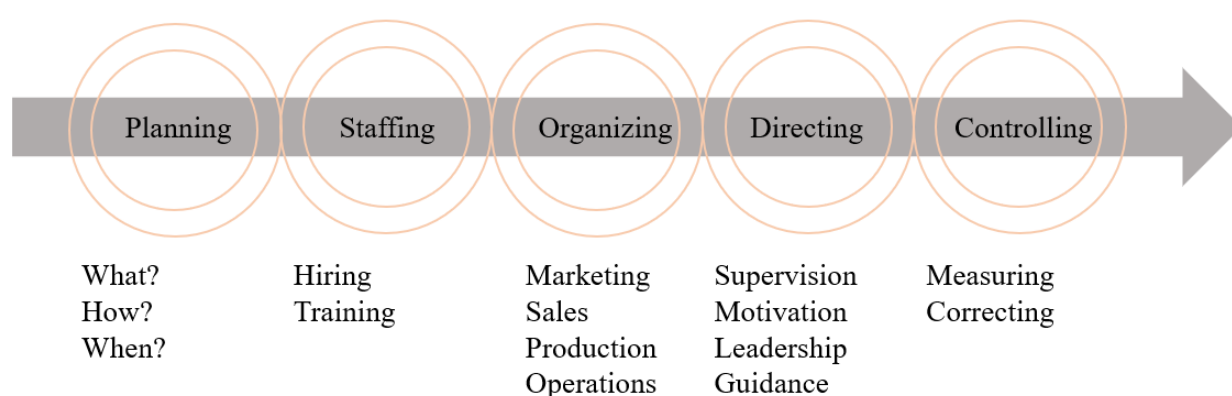 Planning
Staffing
Organizing
Directing
Controlling
What?
How?
When?
Hiring
Training
Marketing
Sales
Production
Operations
Supervision
Motivation
Leadership
Guidance
Measuring
Correcting